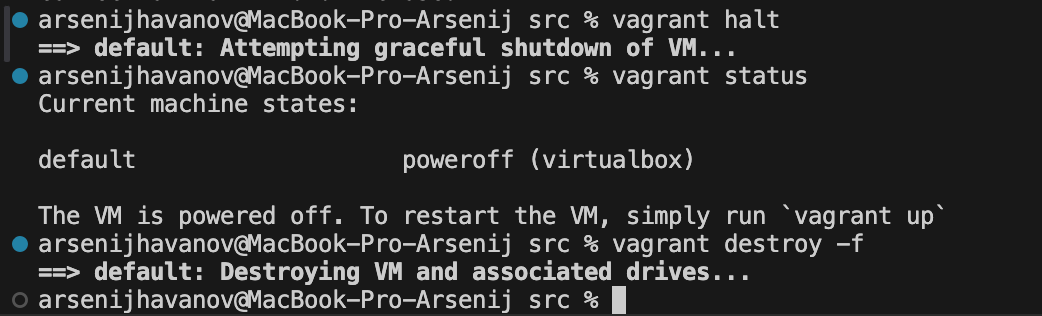 arsenijhavanov@MacBook-Pro-Arsenij src % vagrant halt
==> default: Attempting graceful shutdown of VM...
arsenijhavanov@MacBook-Pro-Arsenij src % vagrant status
Current machine states:
default                   poweroff (virtualbox)
The VM is powered off. To restart the VM, simply run `vagrant up`
arsenijhavanov@MacBook-Pro-Arsenij src % vagrant destroy -f
==> default: Destroying VM and associated drives...
arsenijhavanov@MacBook-Pro-Arsenij src %